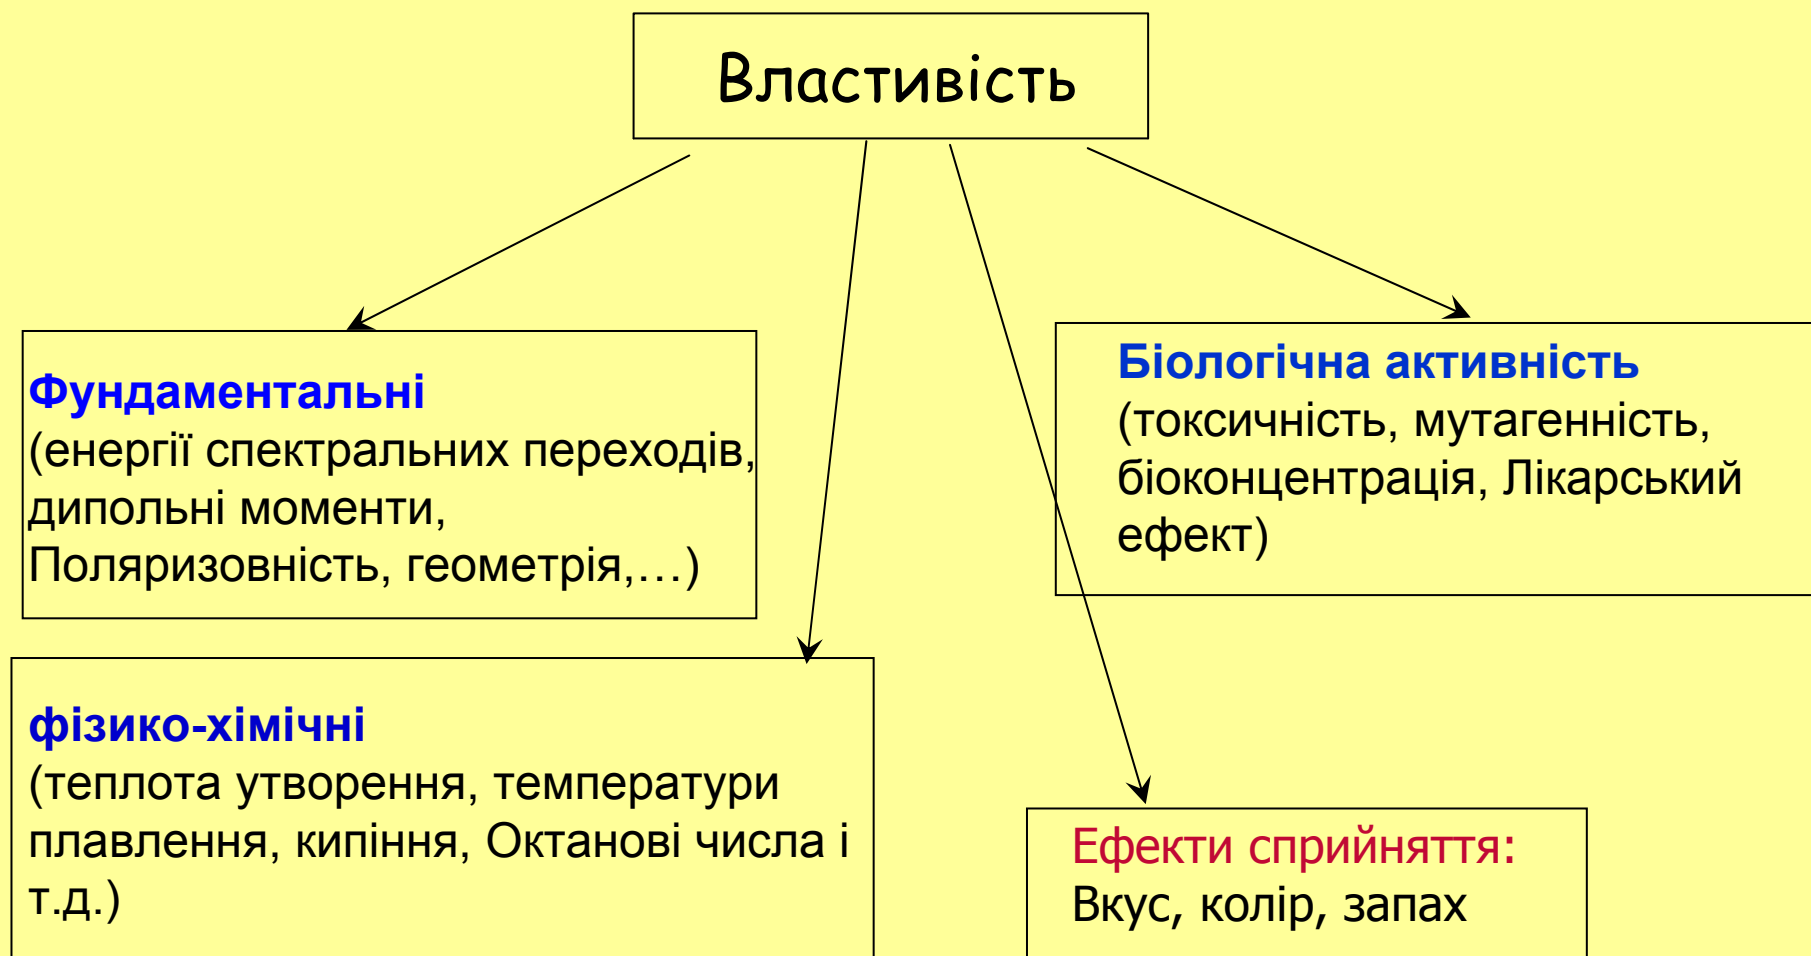 Властивість
Фундаментальні
(енергії спектральних переходів,
дипольні моменти,
Поляризовність, геометрія,...)
Біологічна активність
(токсичність, мутагенність,
біоконцентрація, Лікарський
ефект)
фізико-хімічні
(теплота утворення, температури
плавлення, кипіння, Октанові числа і
т.д.)
Ефекти сприйняття:
Вкус, колір, запах